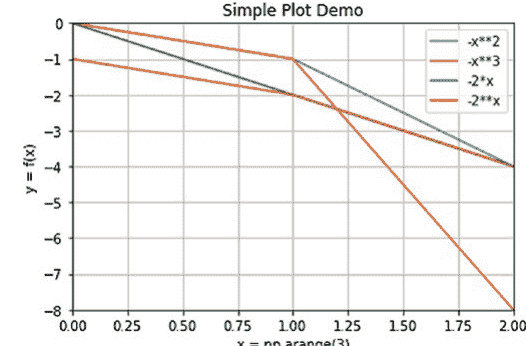 Simple Plot Demo
-x**2
-x**3
-2*x
-2**x
y = f(x)
0
−1
−2
−3
−4
−5
−6
−7
−8
0.00 0.25 0.50 0.75 1.00 1.25 1.50 1.75 2.00
x = np.arange(3)